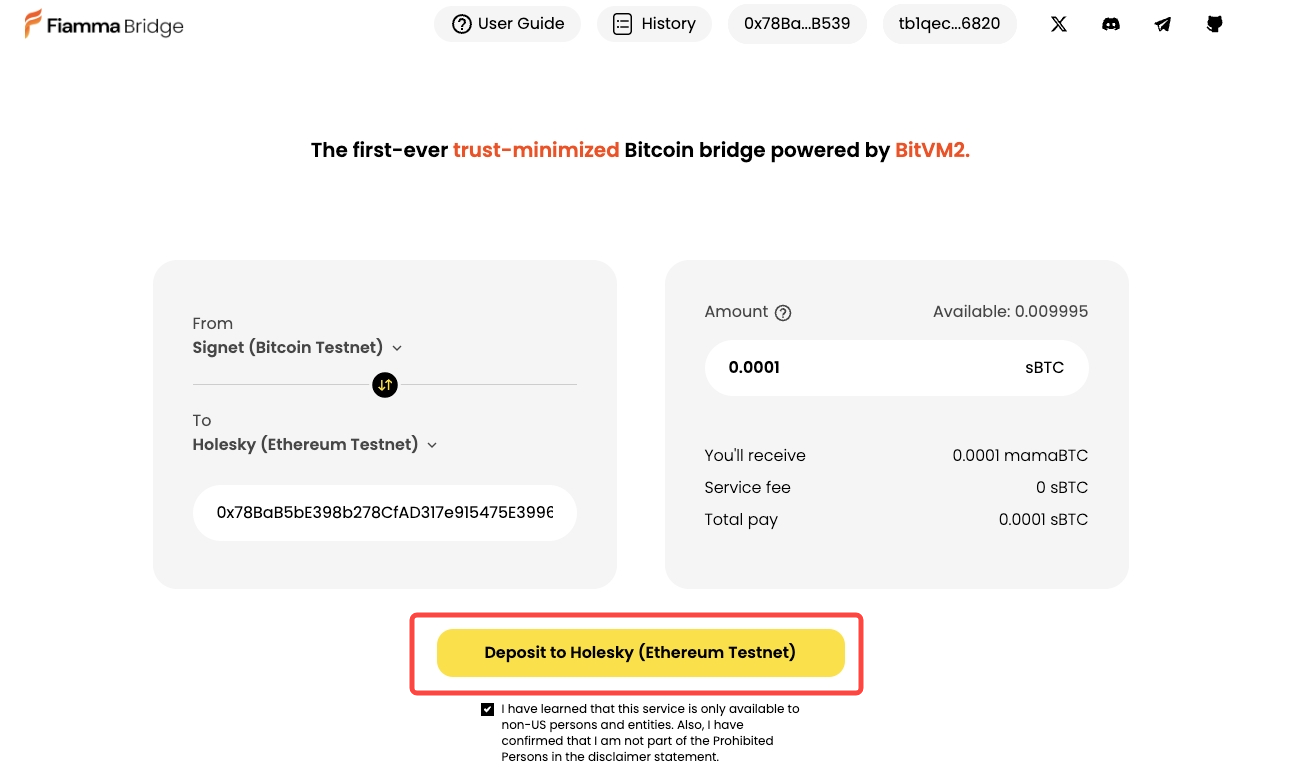 Fiamma Bridge
User Guide
History
0x78Ba...B539
tb1qec...6820
The first-ever trust-minimized Bitcoin bridge powered by BitVM2.
From
Signet (Bitcoin Testnet)
To
Holesky (Ethereum Testnet)
0x78BaB5bE398b278CfAD317e915475E3996
Amount
Available: 0.009995
0.0001 sBTC
You'll receive 0.0001 mamaBTC
Service fee 0 sBTC
Total pay 0.0001 sBTC
Deposit to Holesky (Ethereum Testnet)
I have learned that this service is only available to
non-US persons and entities. Also, I have
confirmed that I am not part of the Prohibited
Persons in the disclaimer statement.